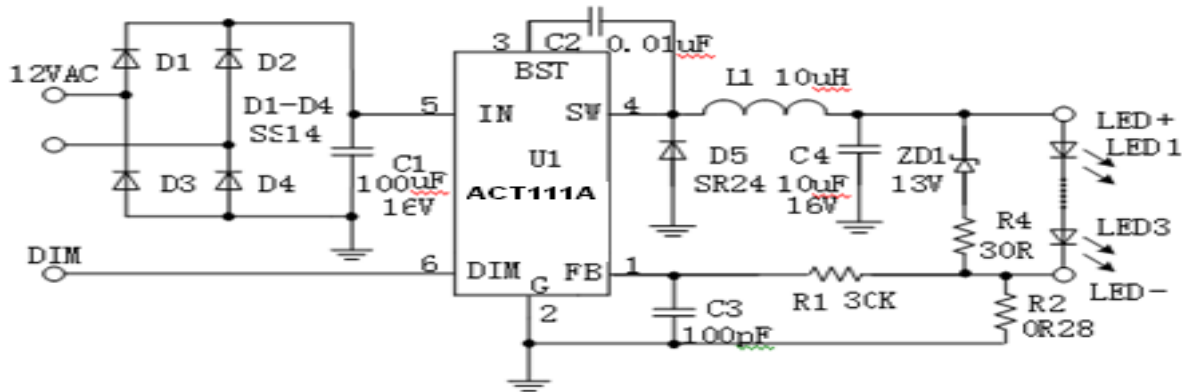 12VAC
D1
D2
D1-D4
SS14
D3
D4
DIM
C1
100uF
16V
3
C2
0.01uF
BST
5
IN
SW
4
U1
ACT111A
6
DIM
FB
1
G
2
L1 10uH
D5
SR24
C4
10uF
16V
ZD1
13V
R4
30R
LED+
LED1
LED3
LED-
R1 30K
R2
0R28
C3
100pF